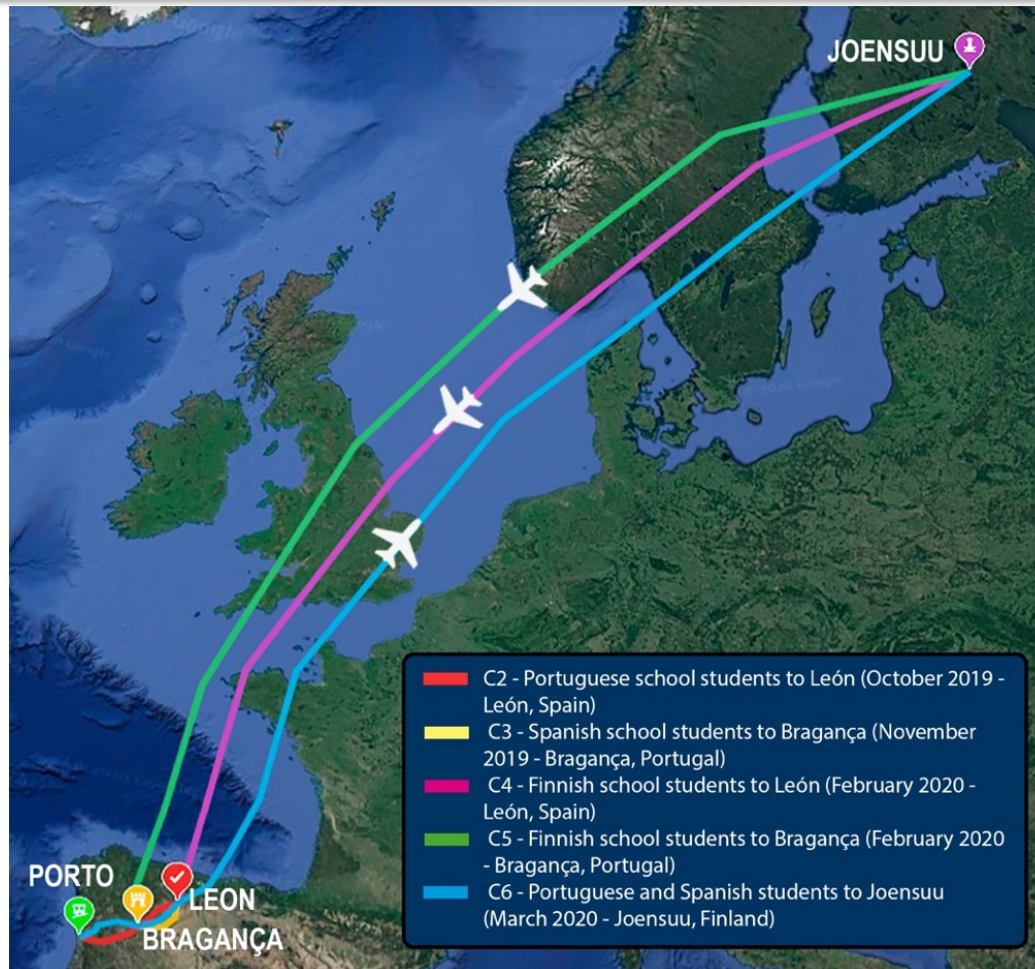 JOENSUU
C2 - Portuguese school students to León (October 2019 -
León, Spain)
C3 - Spanish school students to Bragança (November
2019 - Bragança, Portugal)
C4 - Finnish school students to León (February 2020 -
León, Spain)
C5 - Finnish school students to Bragança (February 2020
- Bragança, Portugal)
C6 - Portuguese and Spanish students to Joensuu
(March 2020 - Joensuu, Finland)
PORTO
LEON
BRAGANÇA